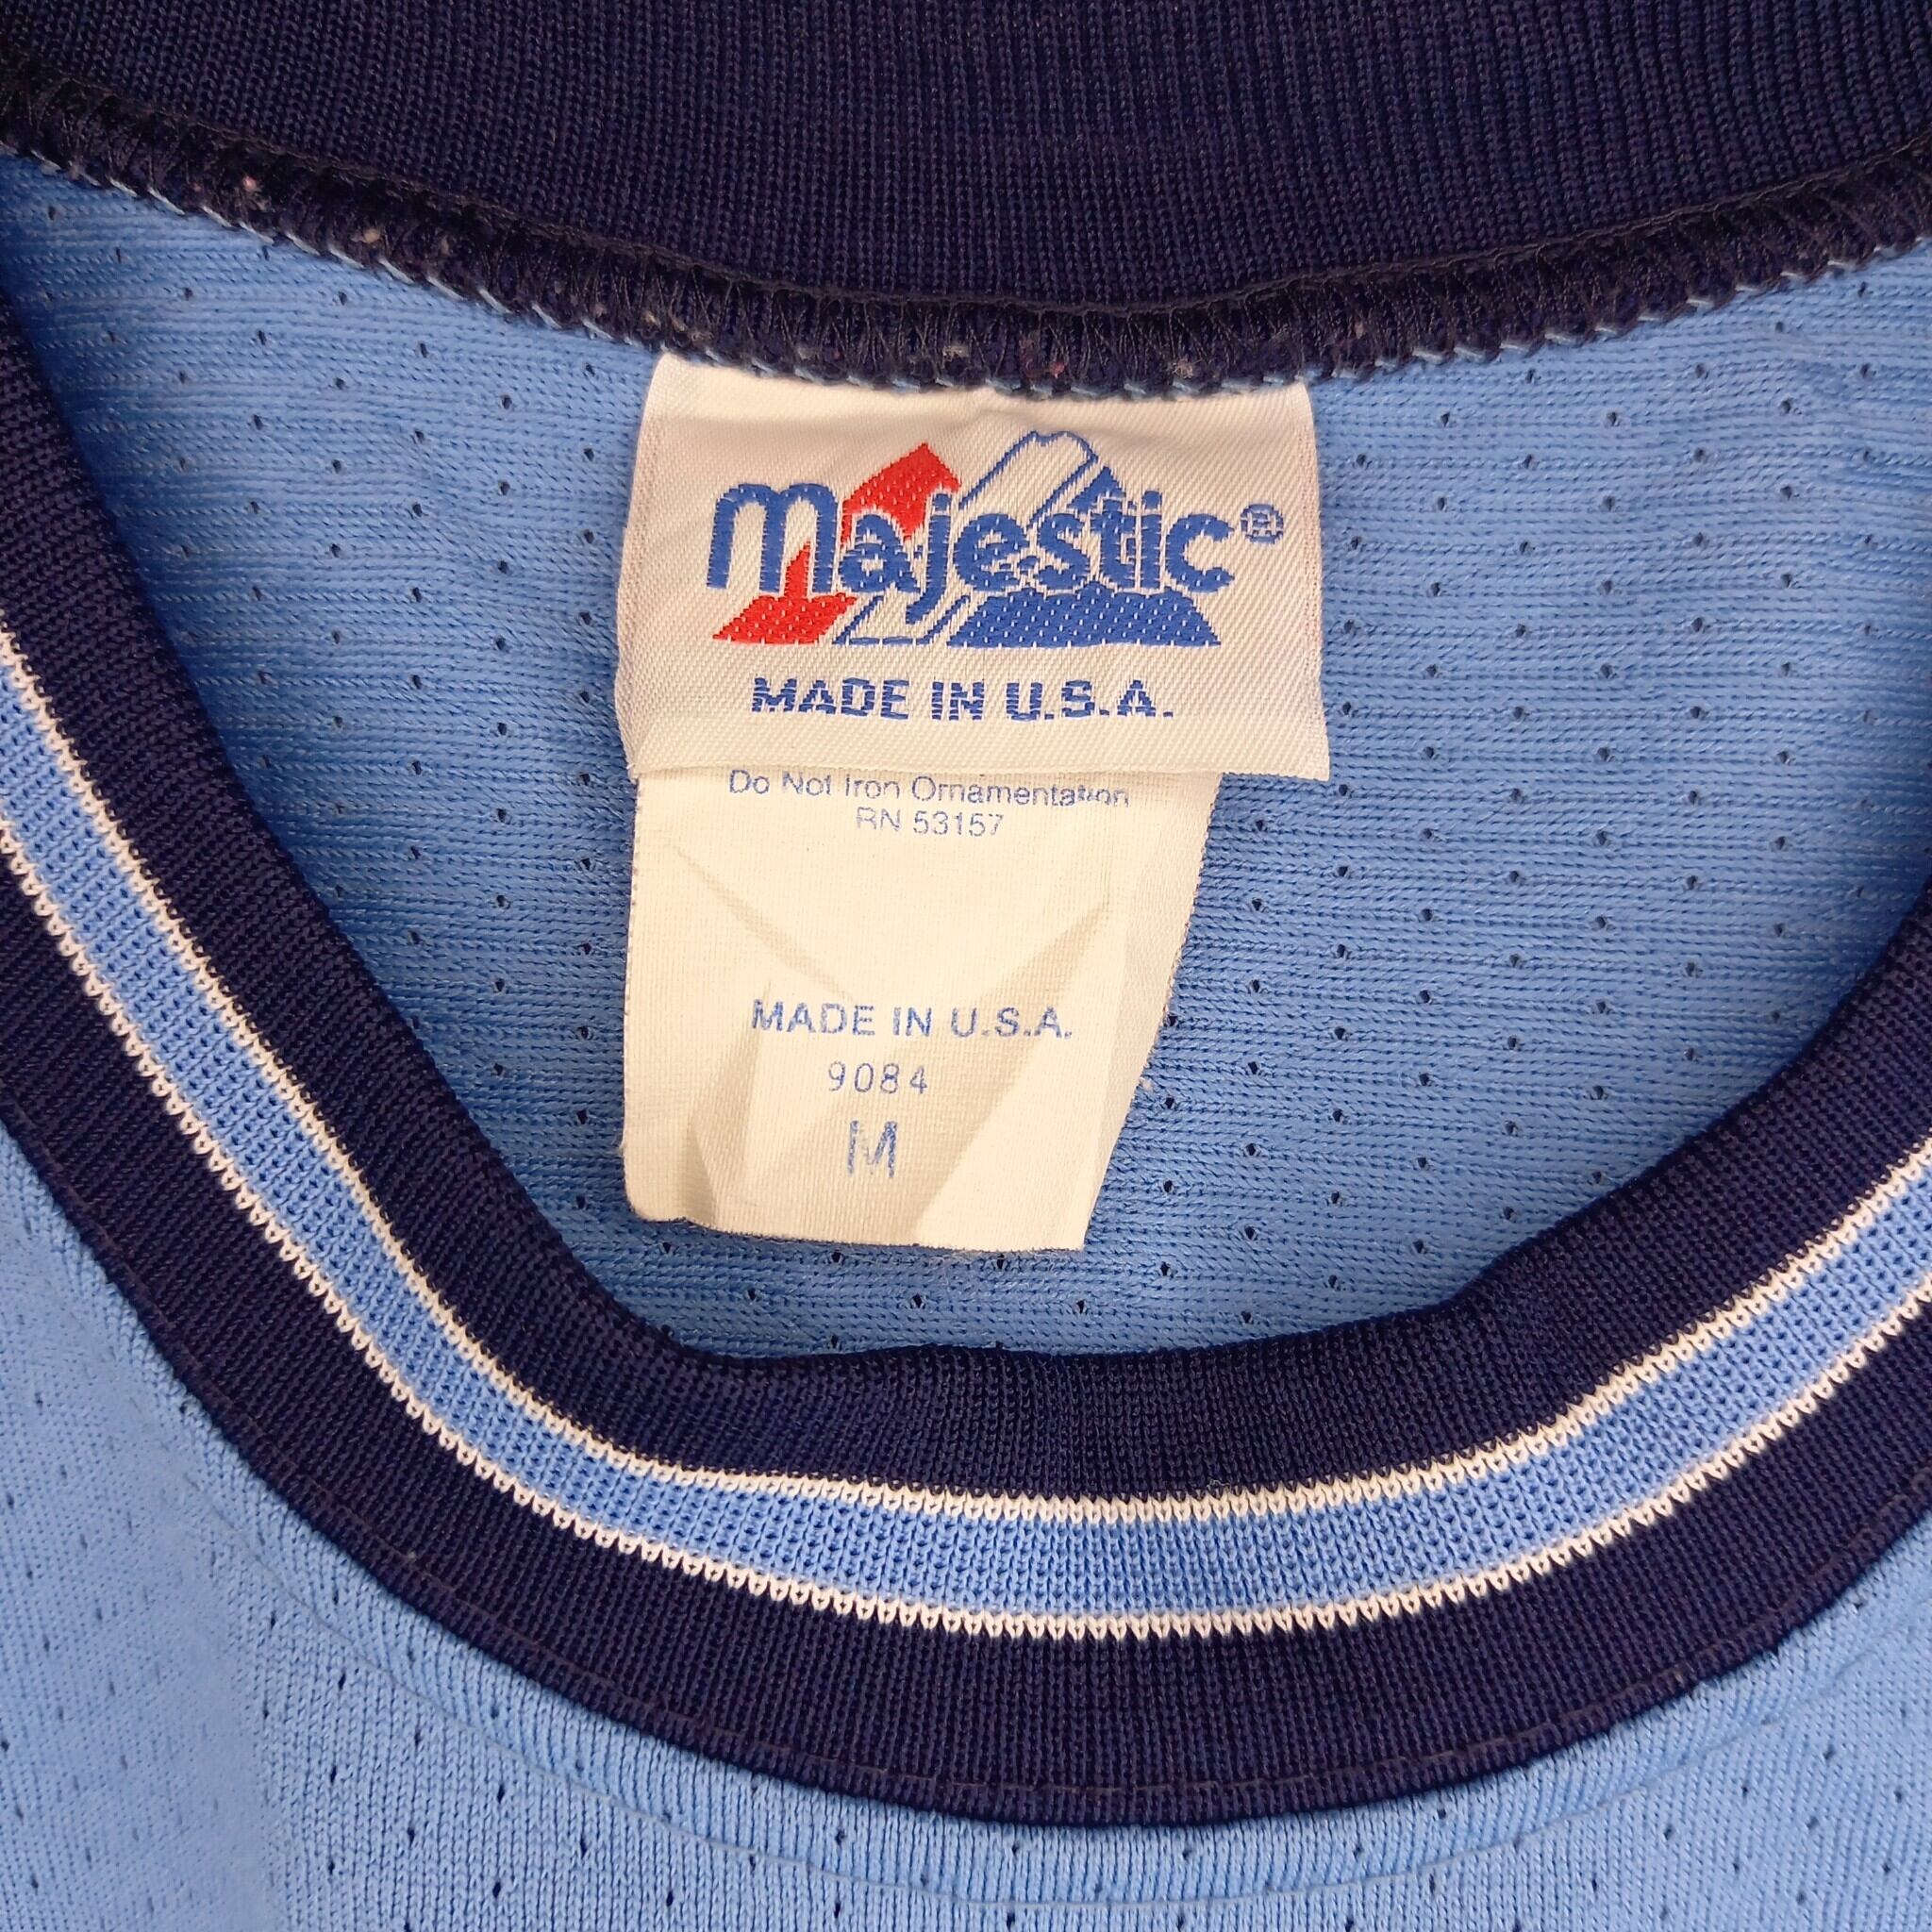 Majestic®
MADE IN U.S.A.
Do Not Iron Ornamentation
RN 53157
MADE IN U.S.A.
9084
M